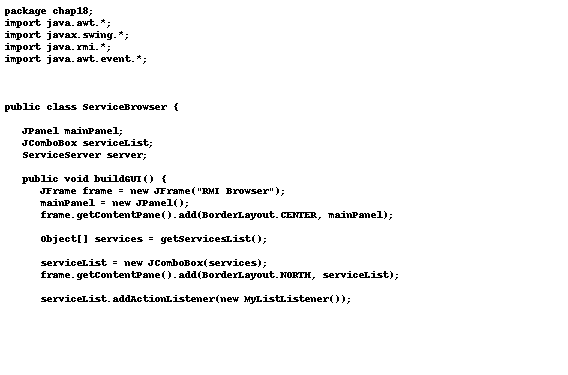 package chap18;
import java.awt.*;
import javax.swing.*;
import java.rmi.*;
import java.awt.event.*;
public class ServiceBrowser {
JPanel mainPanel;
JComboBox serviceList;
ServiceServer server;
public void buildGUI() {
JFrame frame = new JFrame("RMI Browser");
mainPanel = new JPanel();
frame.getContentPane().add(BorderLayout.CENTER, mainPanel);
Object[] services = getServicesList();
serviceList = new JComboBox(services);
frame.getContentPane().add(BorderLayout.NORTH, serviceList);
serviceList.addActionListener(new MyListListener());